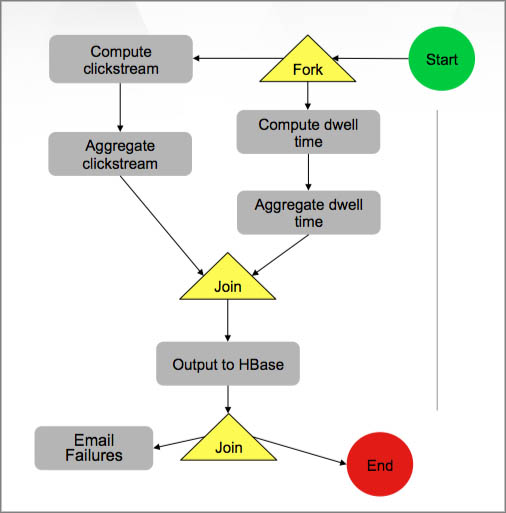 Compute
clickstream
Fork
Start
Compute dwell
time
Aggregate
clickstream
Aggregate dwell
time
Join
Output to HBase
Email
Failures
Join
End